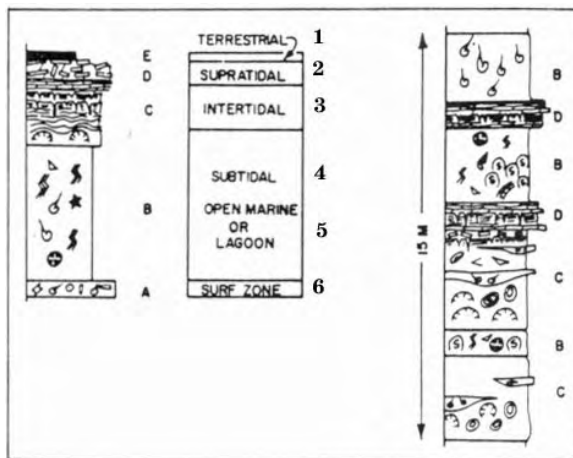 TERRESTRIAL 1
E
SUPRATIDAL 2
D
INTERTIDAL 3
C
SUBTIDAL 4
OPEN MARINE 5
OR
LAGOON
B
SURF ZONE 6
A
15 M
B
D
B
D
C
B
C